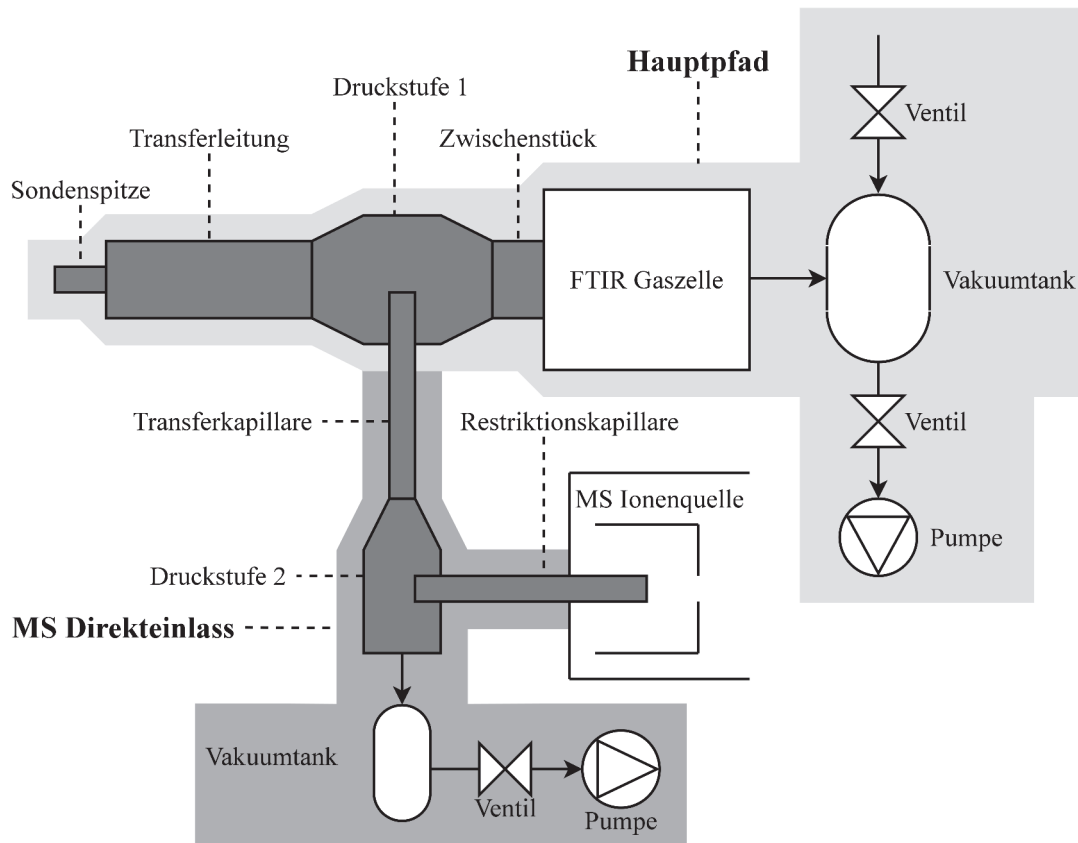 Hauptpfad
Druckstufe 1
Ventil
Transferleitung
Zwischenstück
Sondenspitze
FTIR Gaszelle
Vakuumtank
Transferkapillare
Restriktionskapillare
Ventil
MS Ionenquelle
Pumpe
Druckstufe 2
MS Direkteinlass
Vakuumtank
Ventil
Pumpe